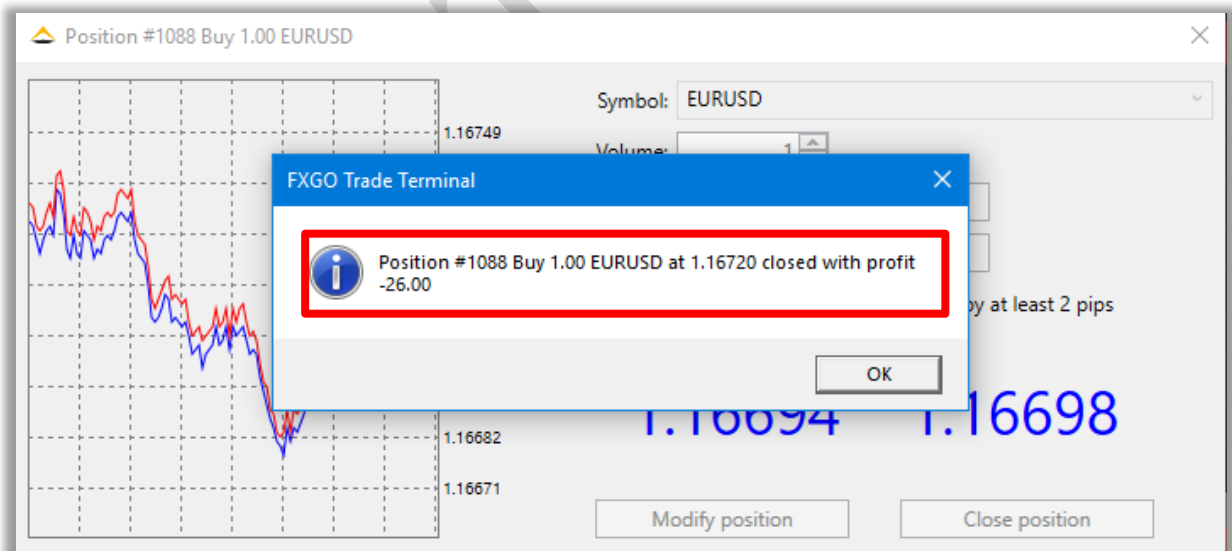 Position #1088 Buy 1.00 EURUSD
Symbol: EURUSD
1.16749
Volume: 1
FXGO Trade Terminal
Position #1088 Buy 1.00 EURUSD at 1.16720 closed with profit
-26.00
by at least 2 pips
OK
1.16694 1.16698
1.16682
1.16671
Modify position Close position